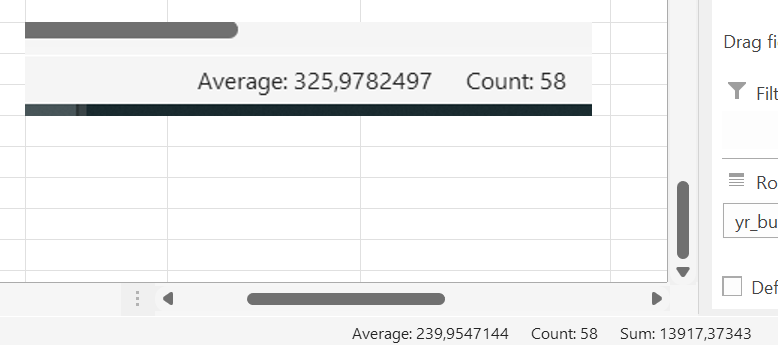 Drag fi
Average: 325,9782497 Count: 58
Filt
Ro
yr_bu
Def
Average: 239,9547144 Count: 58 Sum: 13917,37343